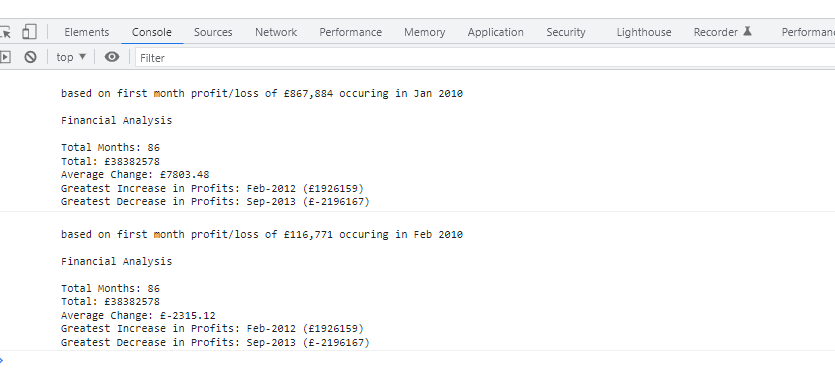 Elements Console Sources Network Performance Memory Application Security Lighthouse Recorder
top Filter
based on first month profit/loss of £867,884 occuring in Jan 2010
Financial Analysis
Total Months: 86
Total: £38382578
Average Change: £7803.48
Greatest Increase in Profits: Feb-2012 (£1926159)
Greatest Decrease in Profits: Sep-2013 (£-2196167)
based on first month profit/loss of £116,771 occuring in Feb 2010
Financial Analysis
Total Months: 86
Total: £38382578
Average Change: £-2315.12
Greatest Increase in Profits: Feb-2012 (£1926159)
Greatest Decrease in Profits: Sep-2013 (£-2196167)